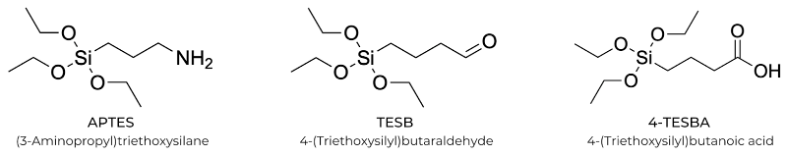 APTES
(3-Aminopropyl)triethoxysilane
TESB
4-(Triethoxysilyl)butaraldehyde
4-TESBA
4-(Triethoxysilyl)butanoic acid
O
O
Si
O
NH2
O
O
Si
O
O
O
O
Si
O
O
OH